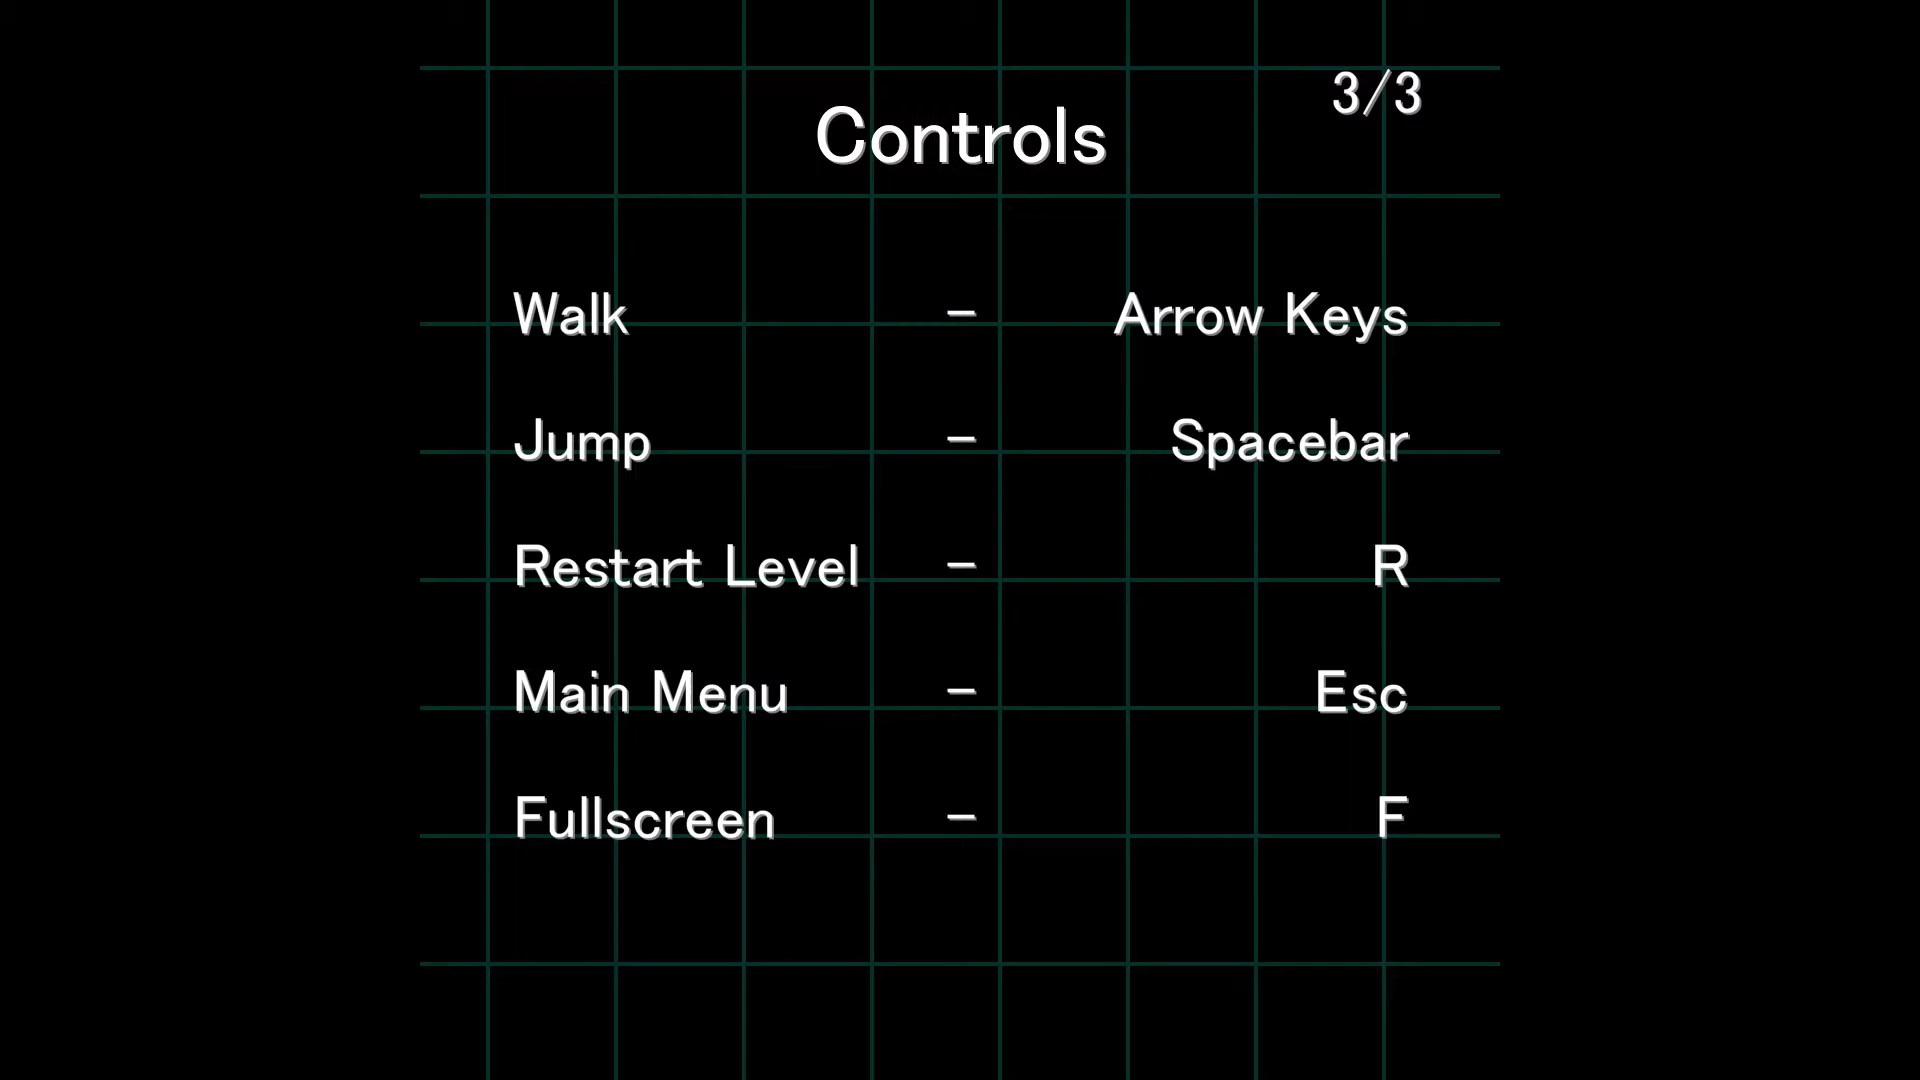 3/3
Controls
Walk - Arrow Keys
Jump - Spacebar
Restart Level - R
Main Menu - Esc
Fullscreen - F